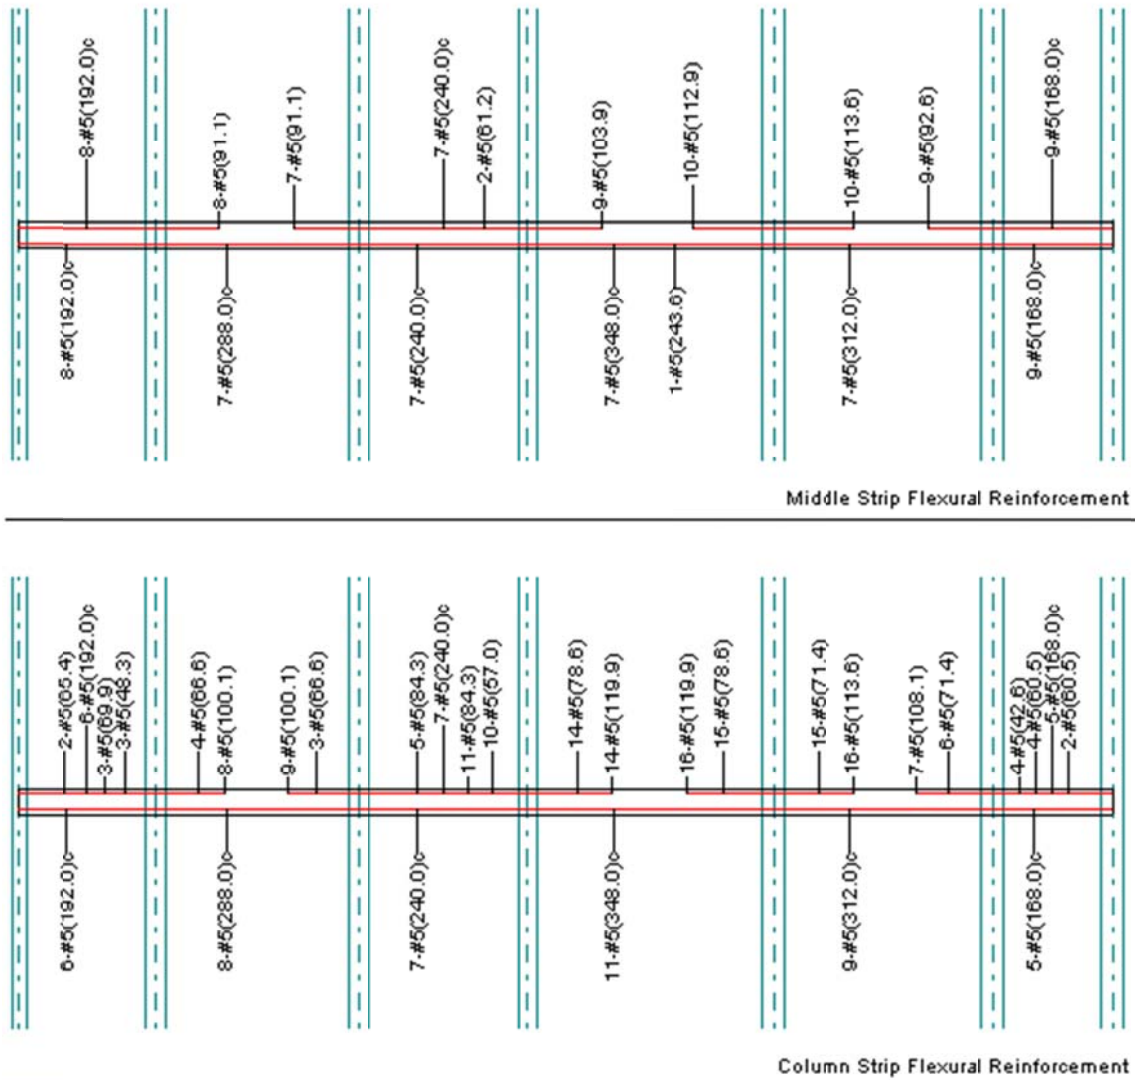 8-#5(192.0)c
8-#5(91.1)
7-#5(91.1)
7-#5(240.0)c
2-#5(61.2)
9-#5(103.9)
10-#5(112.9)
10-#5(113.6)
9-#5(92.6)
9-#5(168.0)c
8-#5(192.0)c
7-#5(288.0)c
7-#5(240.0)c
7-#5(348.0)c
1-#5(243.6)
7-#5(312.0)c
9-#5(168.0)c
Middle Strip Flexural Reinforcement
2-#5(65.4)
6-#5(192.0)c
3-#5(69.9)
3-#5(48.3)
4-#5(66.6)
8-#5(100.1)
9-#5(100.1)
3-#5(66.6)
5-#5(84.3)
7-#5(240.0)c
11-#5(84.3)
10-#5(57.0)
14-#5(78.6)
14-#5(119.9)
16-#5(119.9)
15-#5(78.6)
15-#5(71.4)
16-#5(113.6)
7-#5(108.1)
6-#5(71.4)
4-#5(42.6)
4-#5(60.5)
5-#5(168.0)c
2-#5(60.5)
6-#5(192.0)c
8-#5(288.0)c
7-#5(240.0)c
11-#5(348.0)c
9-#5(312.0)c
5-#5(168.0)c
Column Strip Flexural Reinforcement